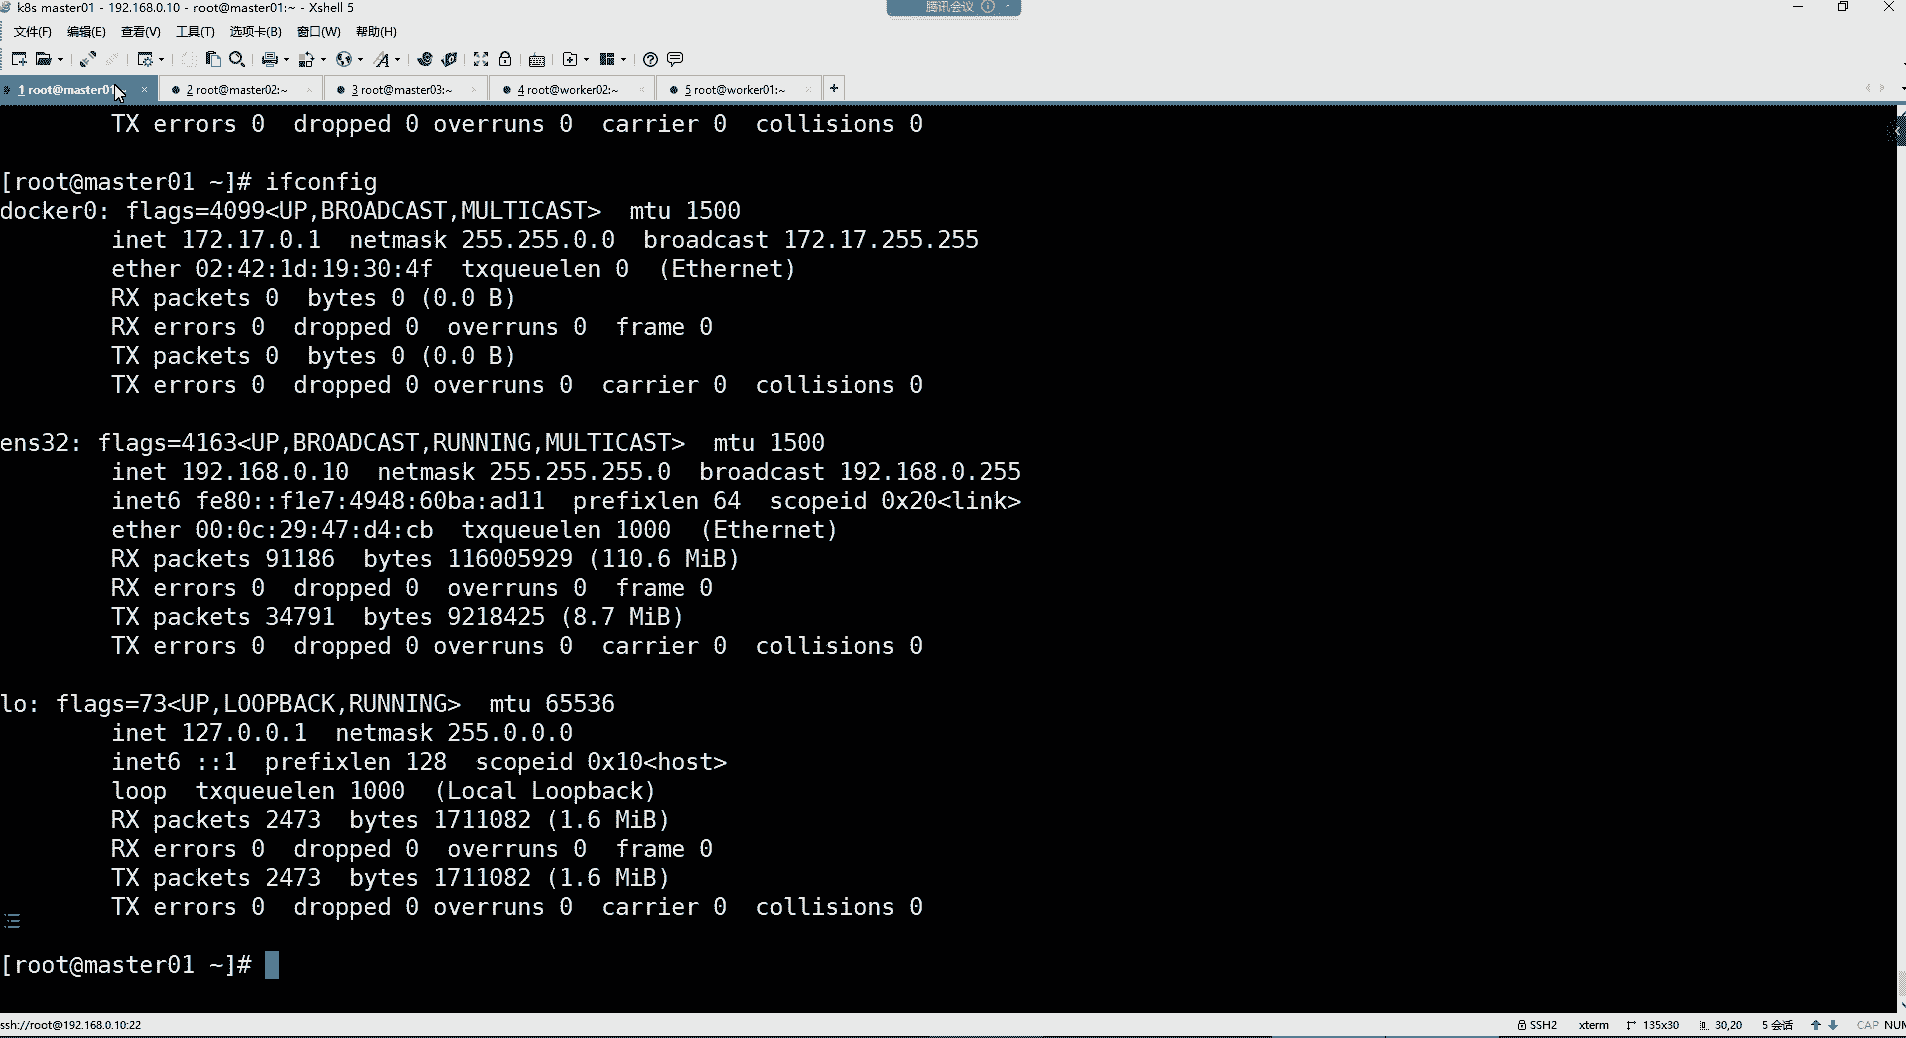 k8s master01 - 192.168.0.10 - root@master01:~ - Xshell 5
腾讯会议
文件(F) 编辑(E) 查看(V) 工具(T) 选项卡(B) 窗口(W) 帮助(H)
1 root@master01 2 root@master02:~ 3 root@master03:~ 4 root@worker02:~ 5 root@worker01:~
TX errors 0  dropped 0 overruns 0  carrier 0  collisions 0
[root@master01 ~]# ifconfig
docker0: flags=4099<UP,BROADCAST,MULTICAST>  mtu 1500
inet 172.17.0.1  netmask 255.255.0.0  broadcast 172.17.255.255
ether 02:42:1d:19:30:4f  txqueuelen 0  (Ethernet)
RX packets 0  bytes 0 (0.0 B)
RX errors 0  dropped 0  overruns 0  frame 0
TX packets 0  bytes 0 (0.0 B)
TX errors 0  dropped 0 overruns 0  carrier 0  collisions 0
ens32: flags=4163<UP,BROADCAST,RUNNING,MULTICAST>  mtu 1500
inet 192.168.0.10  netmask 255.255.255.0  broadcast 192.168.0.255
inet6 fe80::f1e7:4948:60ba:ad11  prefixlen 64  scopeid 0x20<link>
ether 00:0c:29:47:d4:cb  txqueuelen 1000  (Ethernet)
RX packets 91186  bytes 116005929 (110.6 MiB)
RX errors 0  dropped 0  overruns 0  frame 0
TX packets 34791  bytes 9218425 (8.7 MiB)
TX errors 0  dropped 0 overruns 0  carrier 0  collisions 0
lo: flags=73<UP,LOOPBACK,RUNNING>  mtu 65536
inet 127.0.0.1  netmask 255.0.0.0
inet6 ::1  prefixlen 128  scopeid 0x10<host>
loop  txqueuelen 1000  (Local Loopback)
RX packets 2473  bytes 1711082 (1.6 MiB)
RX errors 0  dropped 0  overruns 0  frame 0
TX packets 2473  bytes 1711082 (1.6 MiB)
TX errors 0  dropped 0 overruns 0  carrier 0  collisions 0
[root@master01 ~]#
ssh://root@192.168.0.10:22 SSH2 xterm 135x30 30,20 5 会话 CAP NUM